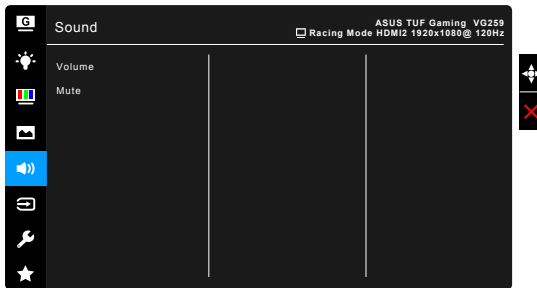 G
Sound
ASUS TUF Gaming VG259
Racing Mode HDMI2 1920x1080@ 120Hz
Volume
Mute